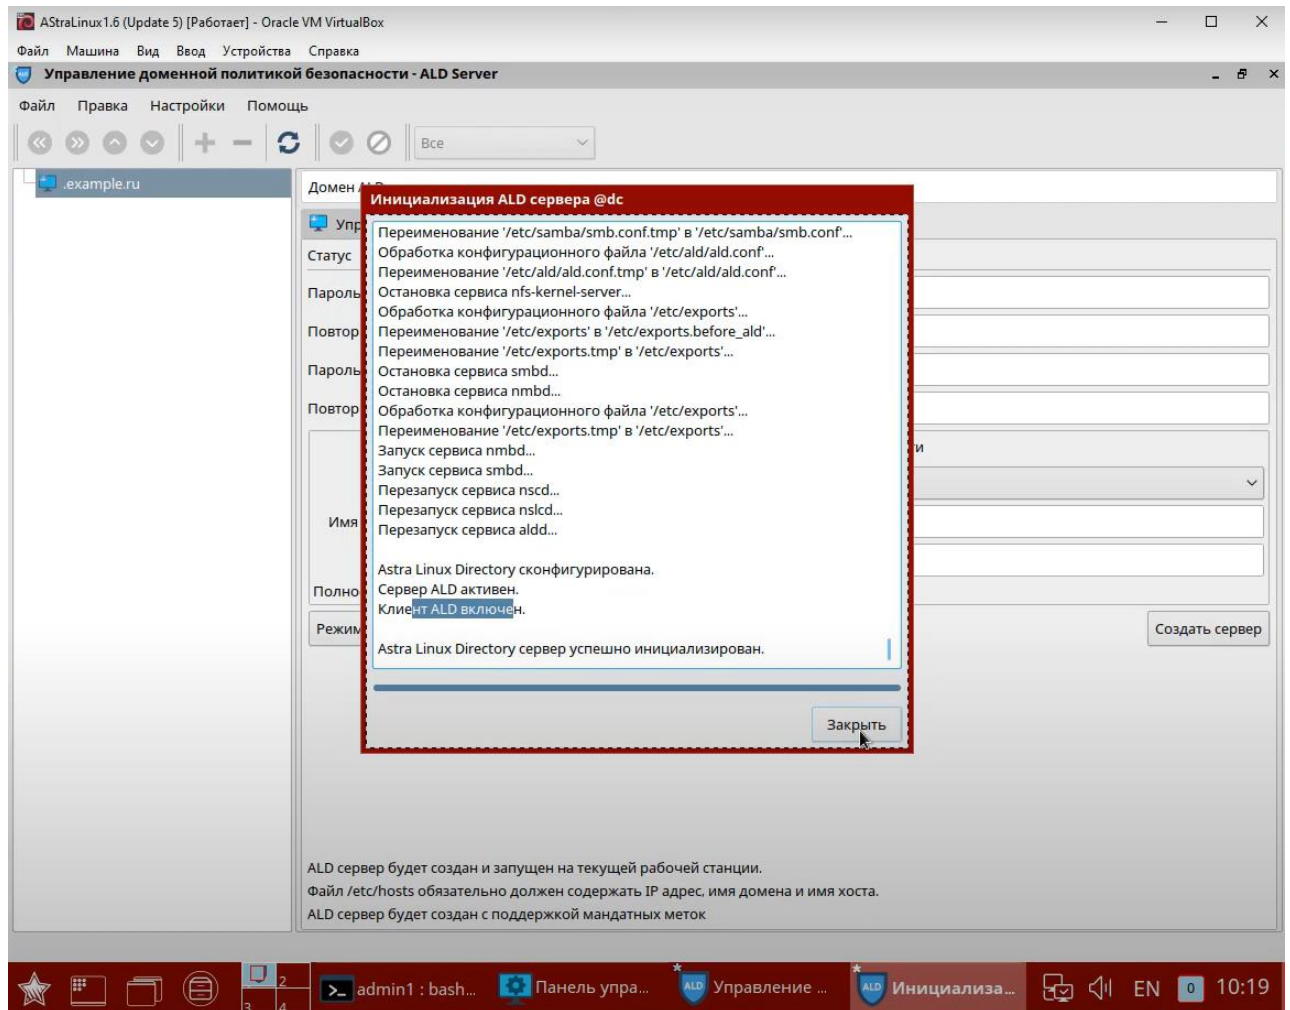 AStraLinux1.6 (Update 5) [Работает] - Oracle VM VirtualBox
Файл Машина Вид Ввод Устройства Справка
Управление доменной политикой безопасности - ALD Server
Файл Правка Настройки Помощь
Все
.example.ru
Домен
Инициализация ALD сервера @dc
Упр
Статус
Пароль
Повтор
Пароль
Повтор
Имя
Полно
Режим
Переименование '/etc/samba/smb.conf.tmp' в '/etc/samba/smb.conf'...
Обработка конфигурационного файла '/etc/ald/ald.conf'...
Переименование '/etc/ald/ald.conf.tmp' в '/etc/ald/ald.conf'...
Остановка сервиса nfs-kernel-server...
Обработка конфигурационного файла '/etc/exports'...
Переименование '/etc/exports' в '/etc/exports.before_ald'...
Переименование '/etc/exports.tmp' в '/etc/exports'...
Остановка сервиса smbd...
Остановка сервиса nmbd...
Обработка конфигурационного файла '/etc/exports'...
Переименование '/etc/exports.tmp' в '/etc/exports'...
Запуск сервиса nmbd...
Запуск сервиса smbd...
Перезапуск сервиса nscd...
Перезапуск сервиса nslcd...
Перезапуск сервиса aldd...
Astra Linux Directory сконфигурирована.
Сервер ALD активен.
Клиент ALD включен.
Astra Linux Directory сервер успешно инициализирован.
Закрыть
и
Создать сервер
ALD сервер будет создан и запущен на текущей рабочей станции.
Файл /etc/hosts обязательно должен содержать IP адрес, имя домена и имя хоста.
ALD сервер будет создан с поддержкой мандатных меток
2
3 4
admin1 : bash...
Панель упра...
ALD Управление ...
ALD Инициализа...
EN 0 10:19